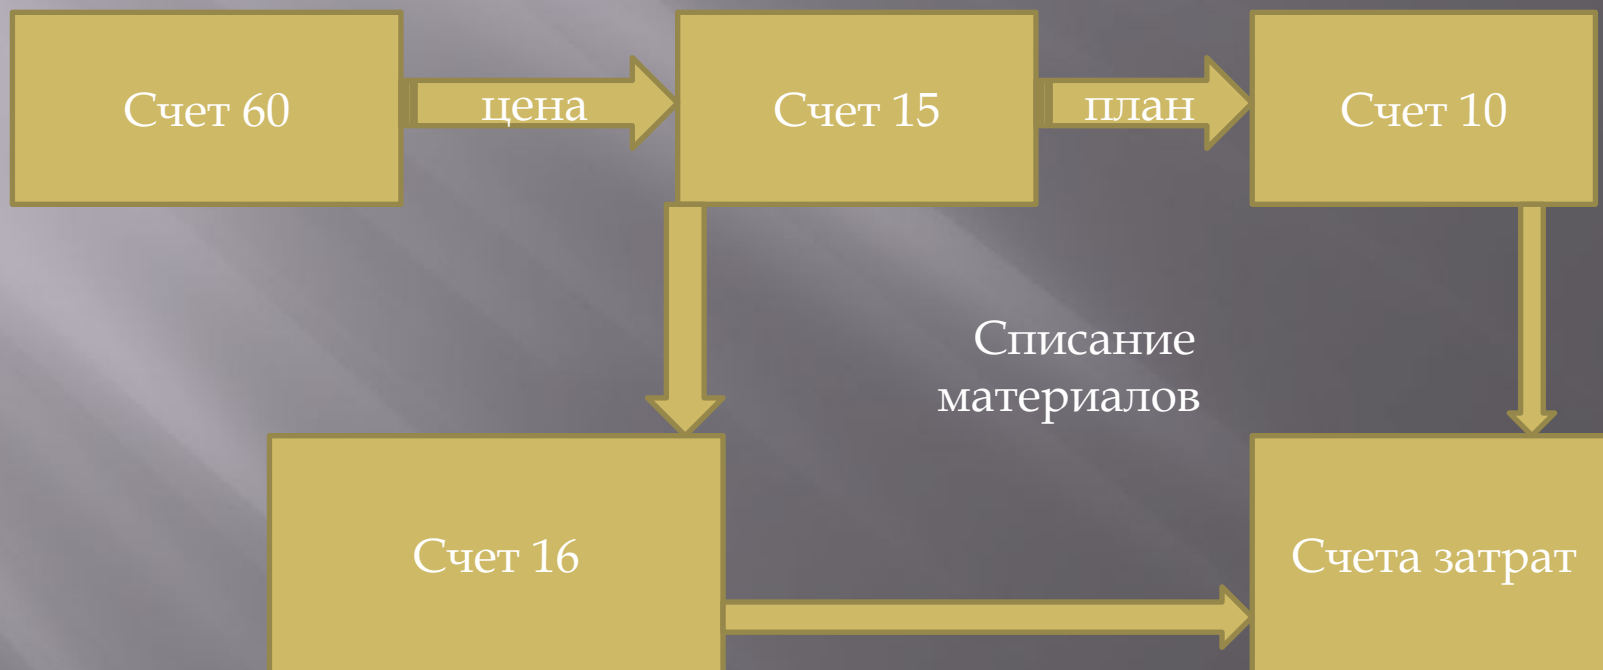 Счет 60
цена
Счет 15
план
Счет 10
Списание
материалов
Счет 16
Счета затрат